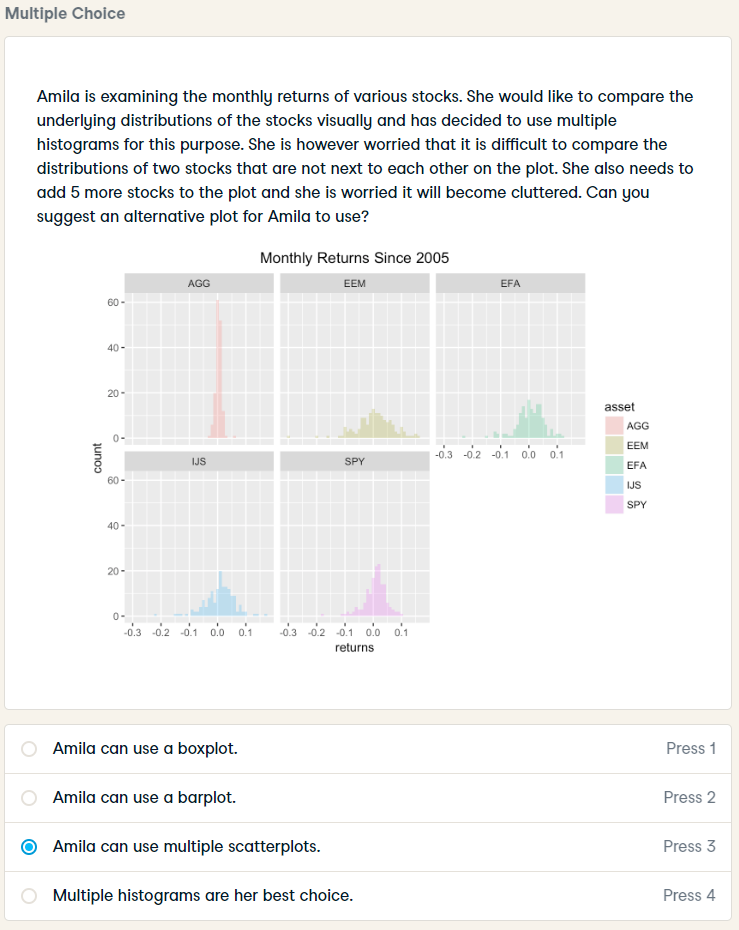 Multiple Choice
Amila is examining the monthly returns of various stocks. She would like to compare the
underlying distributions of the stocks visually and has decided to use multiple
histograms for this purpose. She is however worried that it is difficult to compare the
distributions of two stocks that are not next to each other on the plot. She also needs to
add 5 more stocks to the plot and she is worried it will become cluttered. Can you
suggest an alternative plot for Amila to use?
Monthly Returns Since 2005
AGG
EEM
EFA
60
40
20
0
-0.3 -0.2 -0.1 0.0 0.1
count
IJS
SPY
60
40
20
0
-0.3 -0.2 -0.1 0.0 0.1
-0.3 -0.2 -0.1 0.0 0.1
returns
asset
AGG
EEM
EFA
IJS
SPY
Amila can use a boxplot. Press 1
Amila can use a barplot. Press 2
Amila can use multiple scatterplots. Press 3
Multiple histograms are her best choice. Press 4